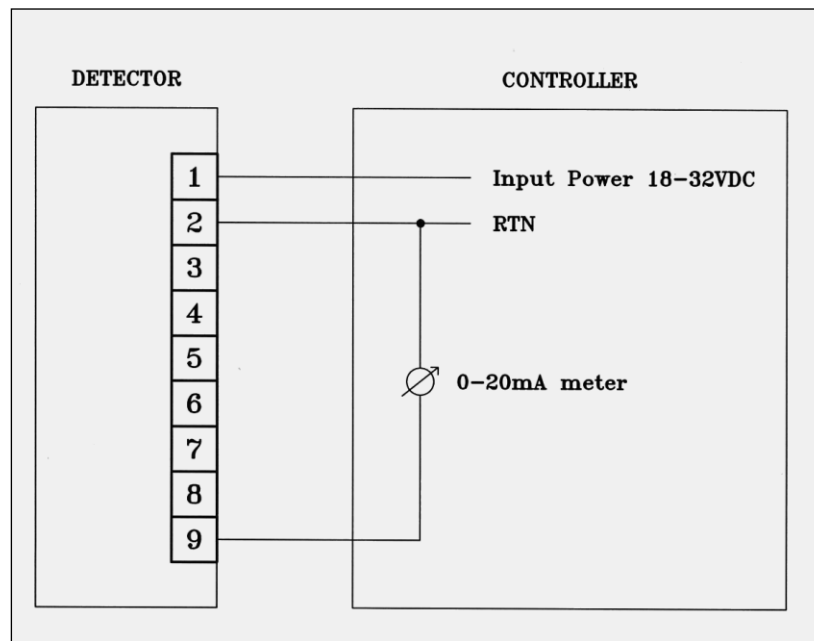 DETECTOR
CONTROLLER
1
Input Power 18-32VDC
2
RTN
3
4
5
0-20mA meter
6
7
8
9